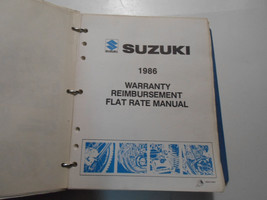 SUZUKI
1986
WARRANTY
REIMBURSEMENT
FLAT RATE MANUAL